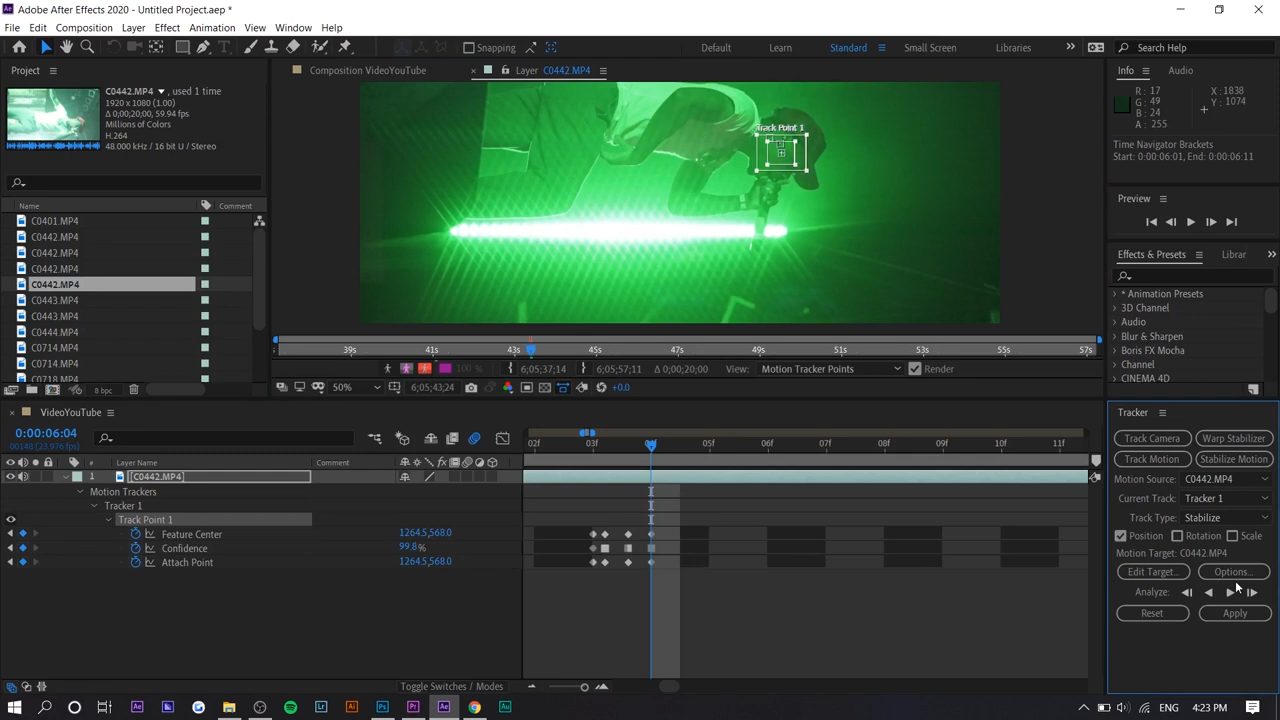 Adobe After Effects 2020 - Untitled Project.aep *
File Edit Composition Layer Effect Animation View Window Help
Snapping Default Learn Standard Small Screen Libraries Search Help
Project Composition VideoYouTube Layer C0442.MP4 Info Audio
C0442.MP4 , used 1 time
1920 x 1080 (1.00)
Δ 0;00;20;00, 59.94 fps
Millions of Colors
H.264
48.000 kHz / 16 bit U / Stereo
R : 17
G : 49
B : 24
A : 255
X : 1838
Y : 1074
Time Navigator Brackets
Start: 0:00:06:01, End: 0:00:06:11
Track Point 1
Name Comment
C0401.MP4
C0442.MP4
C0442.MP4
C0442.MP4
C0442.MP4
C0443.MP4
C0443.MP4
C0444.MP4
C0714.MP4
C0714.MP4
C0718.MP4
8 bpc
Preview
Effects & Presets Librar
* Animation Presets
3D Channel
Audio
Blur & Sharpen
Boris FX Mocha
Channel
CINEMA 4D
39s 41s 43s 45s 47s 49s 51s 53s 55s 57s
100 % 6;05;37;14 6;05;57;11 Δ 0;00;20;00 View: Motion Tracker Points Render
50% 6;05;43;24 +0.0
VideoYouTube
0:00:06:04
00148 (23.976 fps)
02f 03f 04f 05f 06f 07f 08f 09f 10f 11f
# Layer Name Comment
1 [C0442.MP4]
Motion Trackers
Tracker 1
Track Point 1
Feature Center 1264.5,568.0
Confidence 99.8%
Attach Point 1264.5,568.0
Toggle Switches / Modes
Tracker
Track Camera Warp Stabilizer
Track Motion Stabilize Motion
Motion Source: C0442.MP4
Current Track: Tracker 1
Track Type: Stabilize
Position Rotation Scale
Motion Target: C0442.MP4
Edit Target... Options...
Analyze:
Reset Apply
ENG 4:23 PM